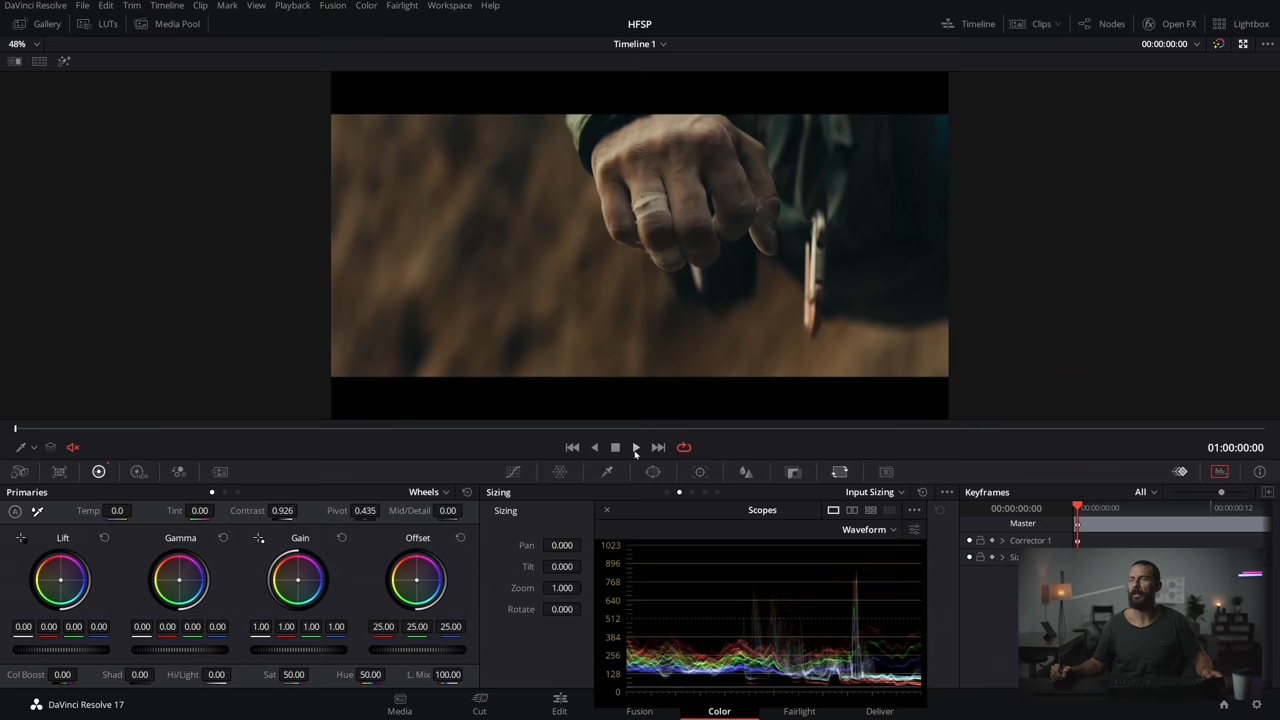 DaVinci Resolve File Edit Trim Timeline Clip Mark View Playback Fusion Color Fairlight Workspace Help
Gallery LUTs Media Pool HFSP Timeline Clips Nodes Open FX Lightbox
48% Timeline 1 00:00:00:00
01:00:00:00
Primaries Wheels Sizing Input Sizing Keyframes All
Temp 0.0 Tint 0.00 Contrast 0.926 Pivot 0.435 Mid/Detail 0.00
Sizing
Scopes
00:00:00:00 00:00:00:00 00:00:00:12
Master
Waveform
Lift Gamma Gain Offset
Corrector 1
Pan 0.000
Tilt 0.000
Zoom 1.000
Rotate 0.000
1023
896
768
640
512
384
256
128
0
0.00 0.00 0.00 0.00 0.00 0.00 0.00 0.00 1.00 1.00 1.00 1.00 25.00 25.00 25.00
Col Boost 0.00 Shad 0.00 Hi/Light 0.00 Sat 50.00 Hue 50.00 L. Mix 100.00
DaVinci Resolve 17 Media Cut Edit Fusion Color Fairlight Deliver